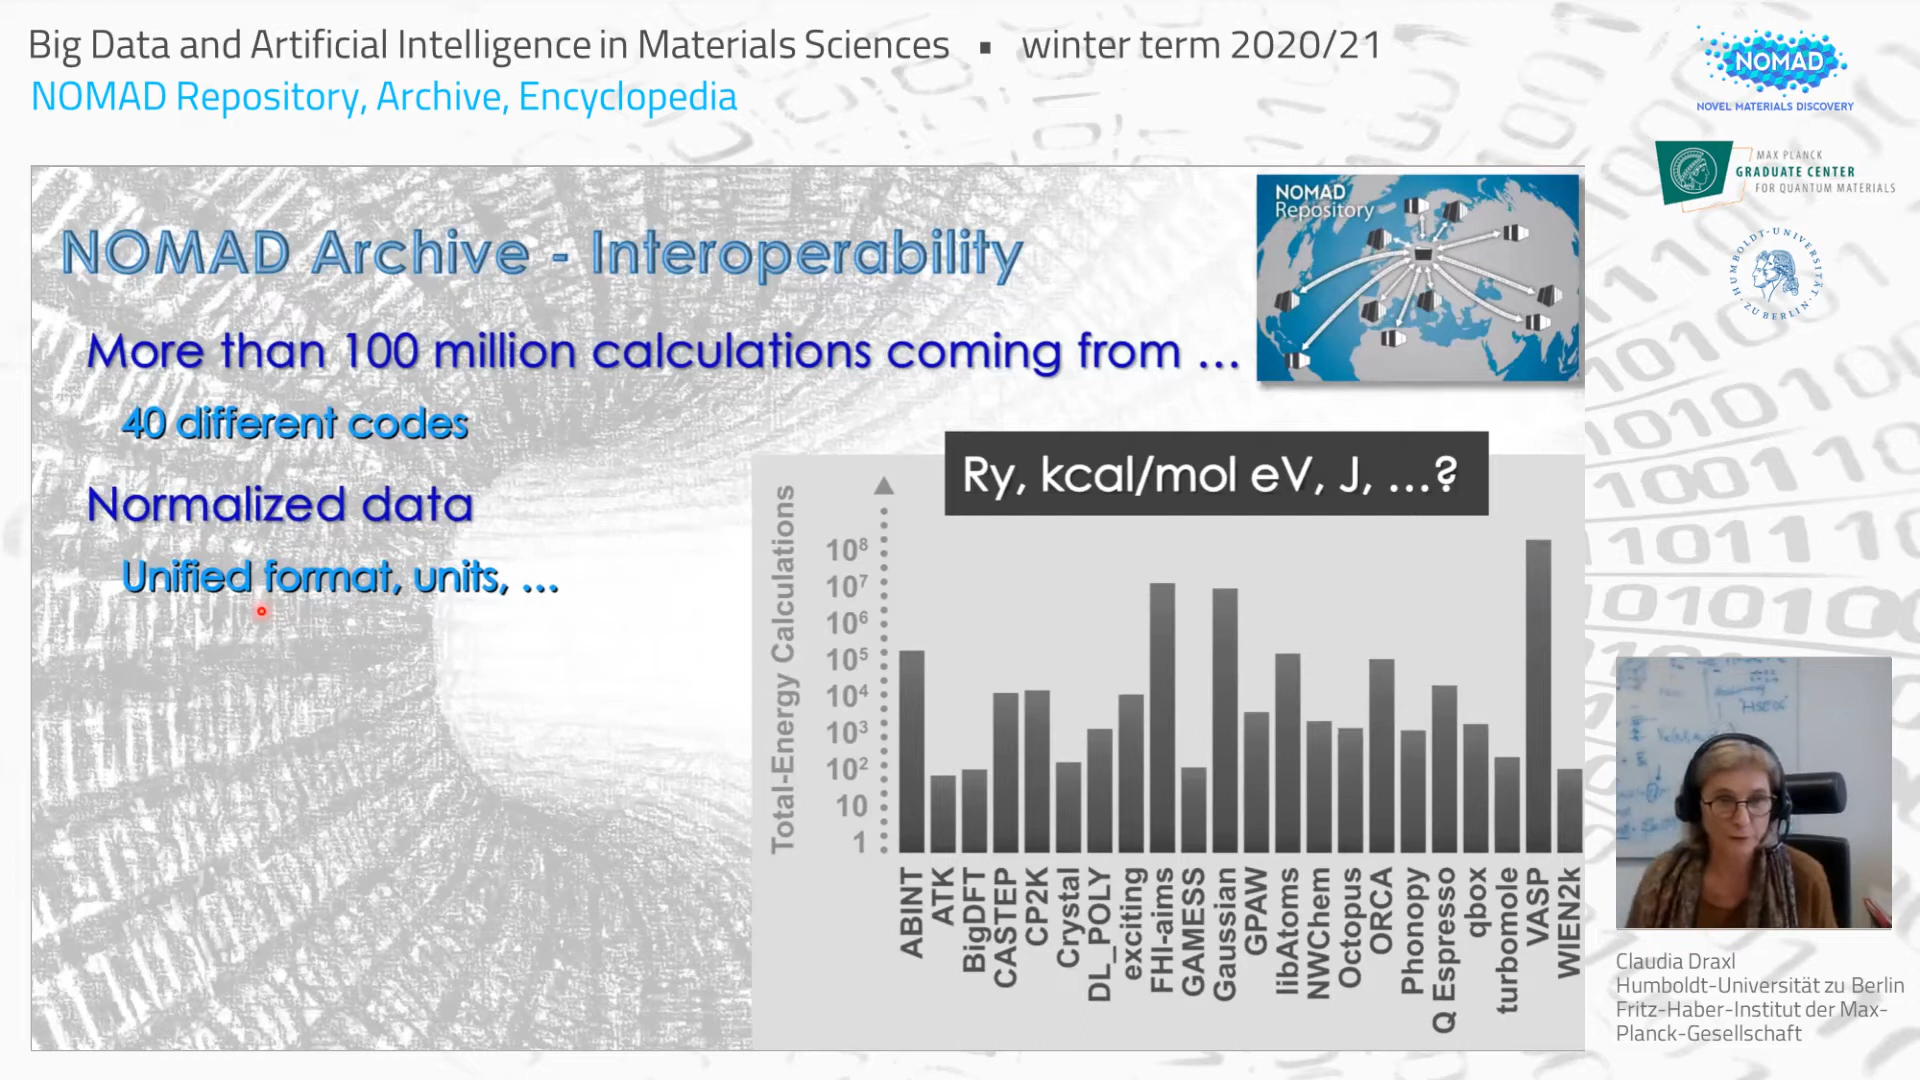 Big Data and Artificial Intelligence in Materials Sciences ▪ winter term 2020/21
NOMAD Repository, Archive, Encyclopedia
NOMAD
NOVEL MATERIALS DISCOVERY
MAX PLANCK
GRADUATE CENTER
FOR QUANTUM MATERIALS
HUMBOLDT-UNIVERSITÄT
ZU BERLIN
NOMAD
Repository
NOMAD Archive - Interoperability
More than 100 million calculations coming from ...
40 different codes
Normalized data
Unified format, units, ...
Ry, kcal/mol eV, J, ...?
Total-Energy Calculations
10⁸
10⁷
10⁶
10⁵
10⁴
10³
10²
10
1
ABINT
ATK
BigDFT
CASTEP
CP2K
Crystal
DL_POLY
exciting
FHI-aims
GAMESS
Gaussian
GPAW
libAtoms
NWChem
Octopus
ORCA
Phonopy
Q Espresso
qbox
turbomole
VASP
WIEN2k
HSE06
Claudia Draxl
Humboldt-Universität zu Berlin
Fritz-Haber-Institut der Max-
Planck-Gesellschaft